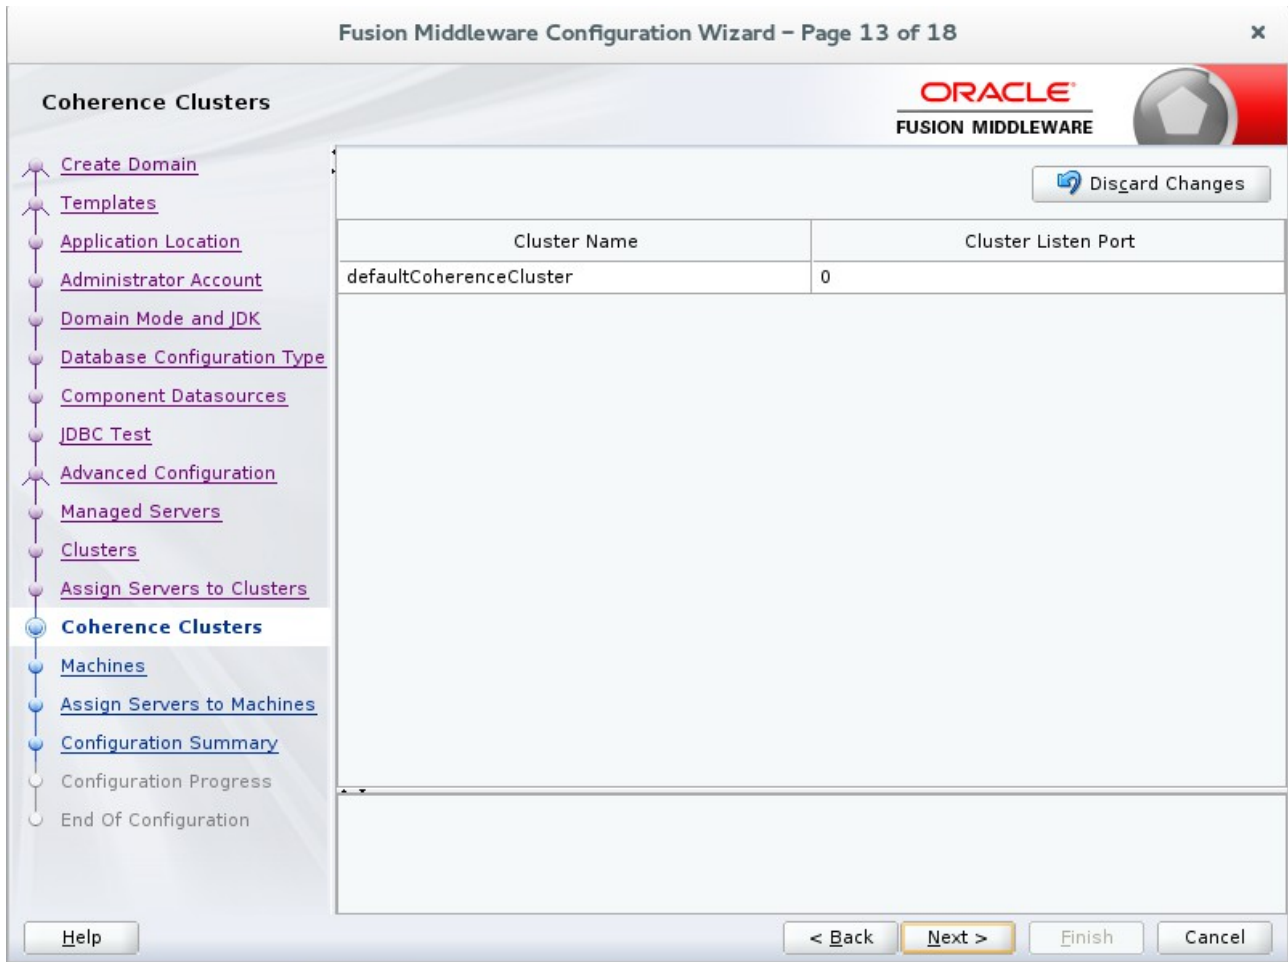 Fusion Middleware Configuration Wizard – Page 13 of 18
Coherence Clusters
ORACLE
FUSION MIDDLEWARE
Create Domain
Templates
Application Location
Administrator Account
Domain Mode and JDK
Database Configuration Type
Component Datasources
JDBC Test
Advanced Configuration
Managed Servers
Clusters
Assign Servers to Clusters
Coherence Clusters
Machines
Assign Servers to Machines
Configuration Summary
Configuration Progress
End Of Configuration
Discard Changes
Cluster Name Cluster Listen Port
defaultCoherenceCluster 0
Help < Back Next > Finish Cancel